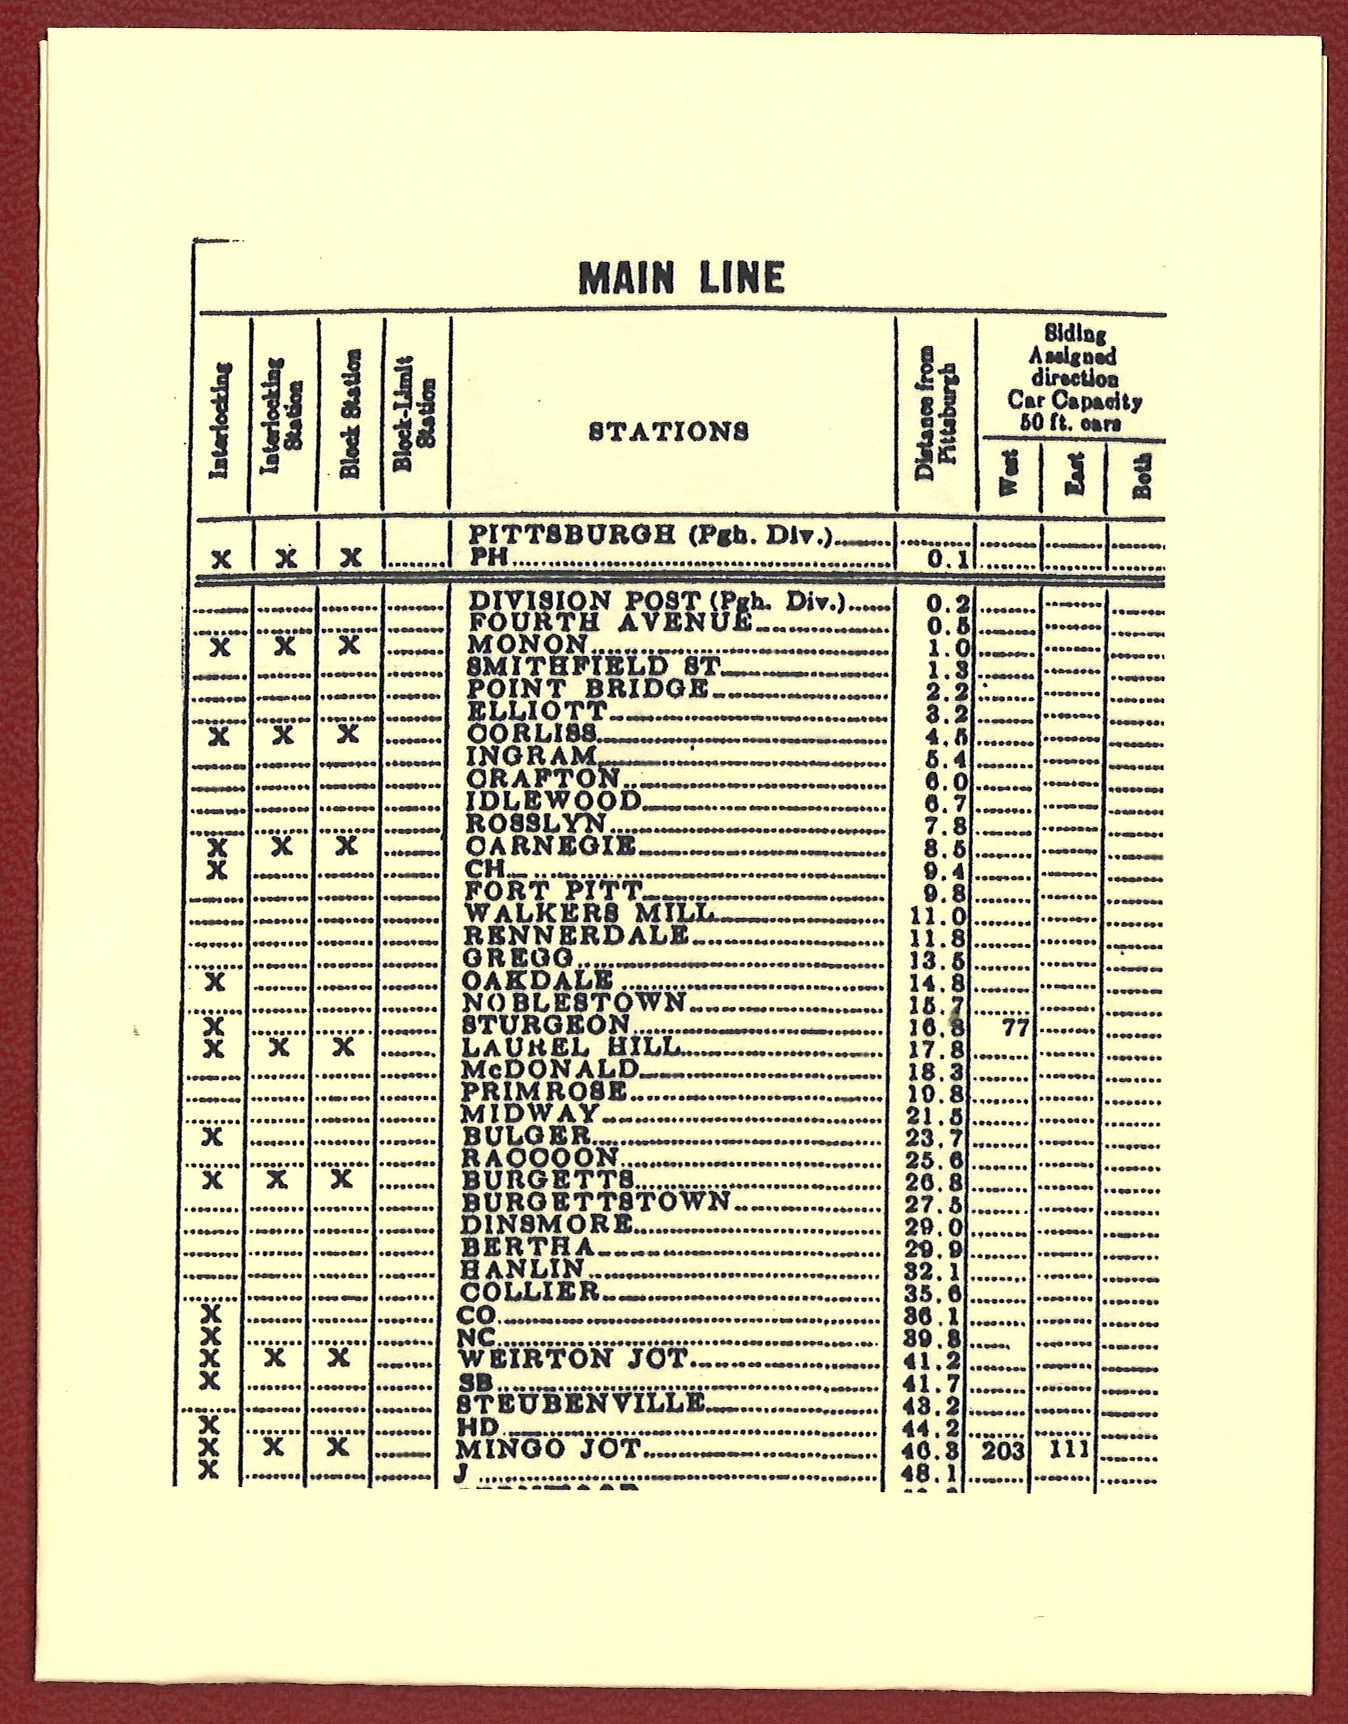 MAIN LINE
Interlocking
Interlocking Station
Block Station
Block-Limit Station
STATIONS
Distance from Pittsburgh
Siding
Assigned
direction
Car Capacity
50 ft. cars
West East Both
PITTSBURGH (Pgh. Div.)
X X X PH 0.1
DIVISION POST (Pgh. Div.) 0.2
FOURTH AVENUE 0.5
X X X MONON 1.0
SMITHFIELD ST 1.3
POINT BRIDGE 2.2
ELLIOTT 3.2
X X X CORLISS 4.5
INGRAM 5.4
CRAFTON 6.0
IDLEWOOD 6.7
ROSSLYN 7.8
X X X CARNEGIE 8.5
X CH 9.4
FORT PITT 9.8
WALKERS MILL 11.0
RENNERDALE 11.8
GREGG 13.5
X OAKDALE 14.8
NOBLESTOWN 15.7
X STURGEON 16.8 77
X X X LAUREL HILL 17.8
McDONALD 18.3
PRIMROSE 19.8
MIDWAY 21.5
X BULGER 23.7
RACCOON 25.6
X X X BURGETTS 26.8
BURGETTSTOWN 27.5
DINSMORE 29.0
BERTHA 29.9
HANLIN 32.1
COLLIER 35.6
X CO 36.1
X NC 39.8
X X X WEIRTON JCT 41.2
X SB 41.7
STEUBENVILLE 43.2
X HD 44.2
X X X MINGO JCT 46.3 203 111
X J 48.1